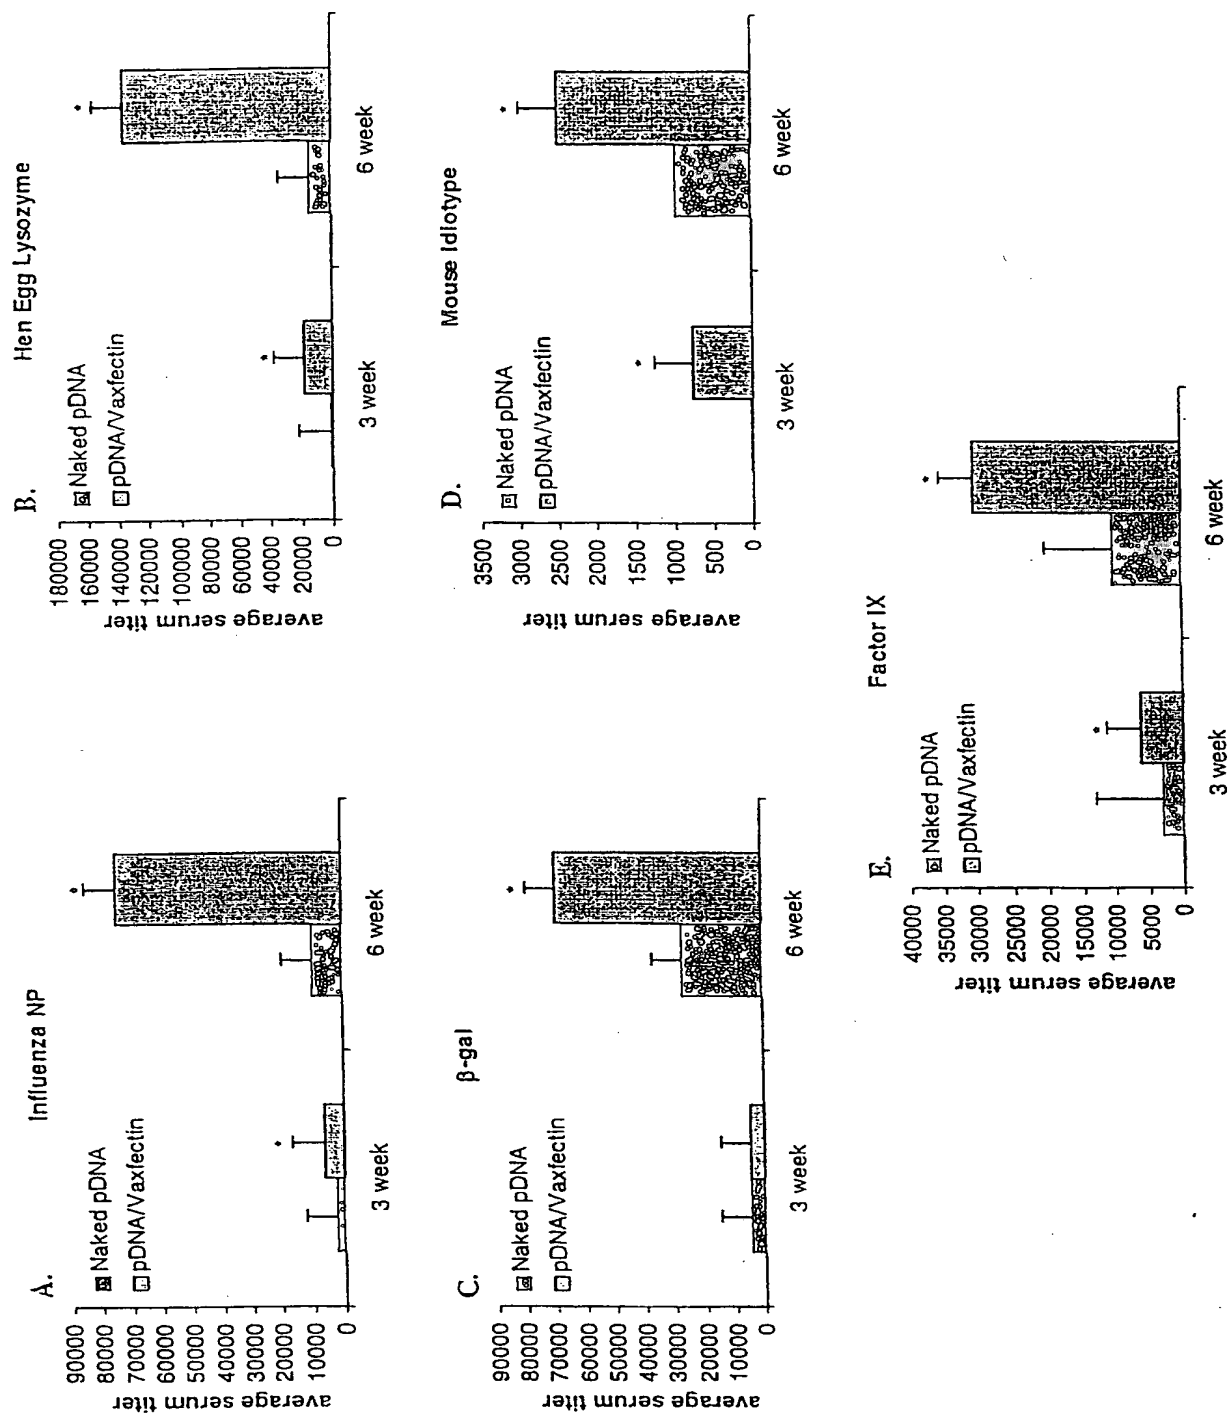 A.
Influenza NP
Naked pDNA
pDNA/Vaxfectin
average serum titer
90000
80000
70000
60000
50000
40000
30000
20000
10000
0
*
*
3 week
6 week
B.
Hen Egg Lysozyme
Naked pDNA
pDNA/Vaxfectin
average serum titer
180000
160000
140000
120000
100000
80000
60000
40000
20000
0
*
*
3 week
6 week
C.
β-gal
Naked pDNA
pDNA/Vaxfectin
average serum titer
90000
80000
70000
60000
50000
40000
30000
20000
10000
0
*
3 week
6 week
D.
Mouse Idiotype
Naked pDNA
pDNA/Vaxfectin
average serum titer
3500
3000
2500
2000
1500
1000
500
0
*
*
3 week
6 week
E.
Factor IX
Naked pDNA
pDNA/Vaxfectin
average serum titer
40000
35000
30000
25000
20000
15000
10000
5000
0
*
*
3 week
6 week